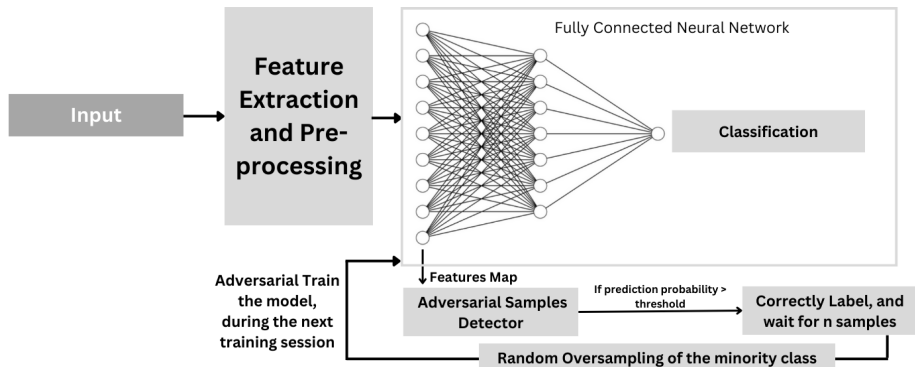 Fully Connected Neural Network
Input
Feature
Extraction
and Pre-
processing
Classification
Features Map
Adversarial Samples
Detector
If prediction probability >
threshold
Correctly Label, and
wait for n samples
Random Oversampling of the minority class
Adversarial Train
the model,
during the next
training session